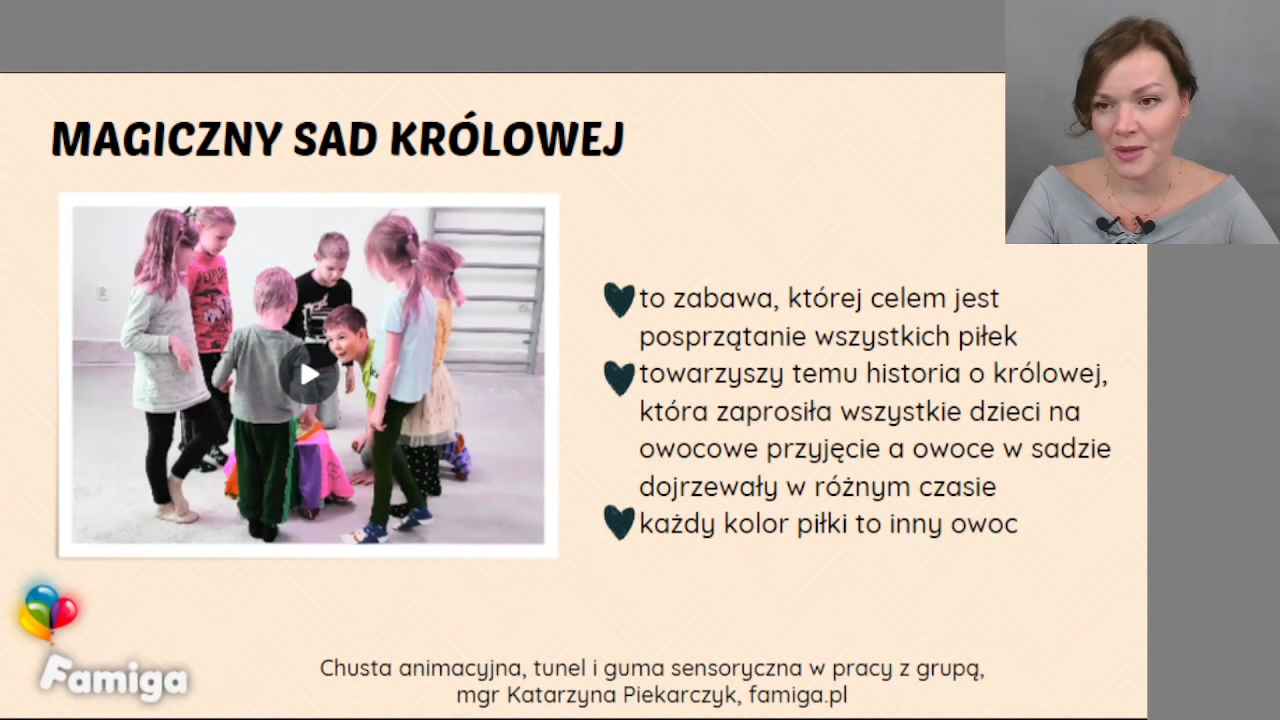 MAGICZNY SAD KRÓLOWEJ
to zabawa, której celem jest
posprzątanie wszystkich piłek
towarzyszy temu historia o królowej,
która zaprosiła wszystkie dzieci na
owocowe przyjęcie a owoce w sadzie
dojrzewały w różnym czasie
każdy kolor piłki to inny owoc
Famiga
Chusta animacyjna, tunel i guma sensoryczna w pracy z grupą,
mgr Katarzyna Piekarczyk, famiga.pl